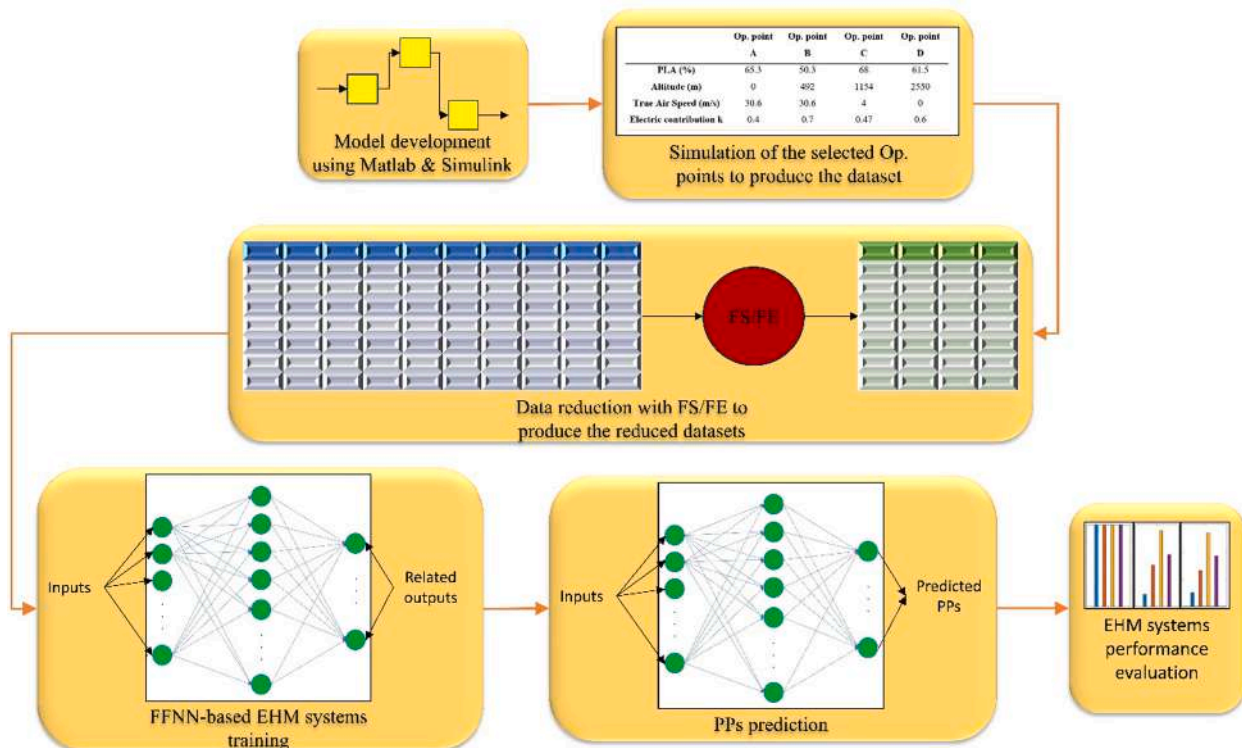 Model development
using Matlab & Simulink
Op. point Op. point Op. point Op. point
A B C D
PLA (%) 65.3 50.3 68 61.5
Altitude (m) 0 492 1154 2550
True Air Speed (m/s) 30.6 30.6 4 0
Electric contribution k 0.4 0.7 0.47 0.6
Simulation of the selected Op.
points to produce the dataset
FS/FE
Data reduction with FS/FE to
produce the reduced datasets
Inputs
Related
outputs
FFNN-based EHM systems
training
Inputs
Predicted
PPs
PPs prediction
EHM systems
performance
evaluation